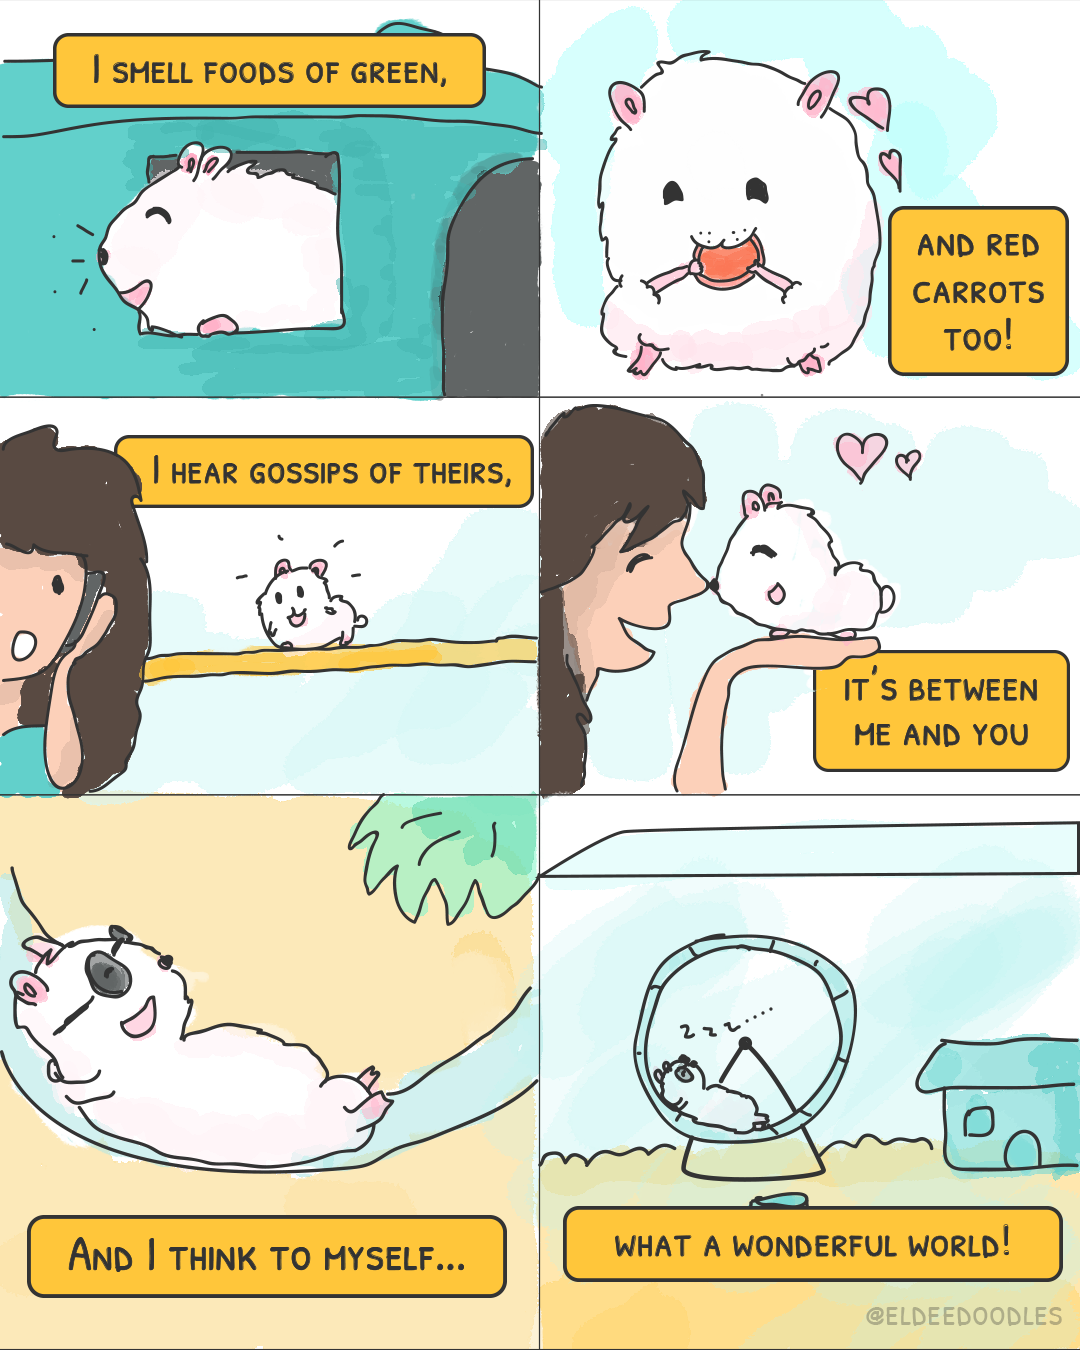 I SMELL FOODS OF GREEN,
AND RED
CARROTS
TOO!
I HEAR GOSSIPS OF THEIRS,
IT'S BETWEEN
ME AND YOU
AND I THINK TO MYSELF...
z z z .....
WHAT A WONDERFUL WORLD!
@ELDEEDOODLES